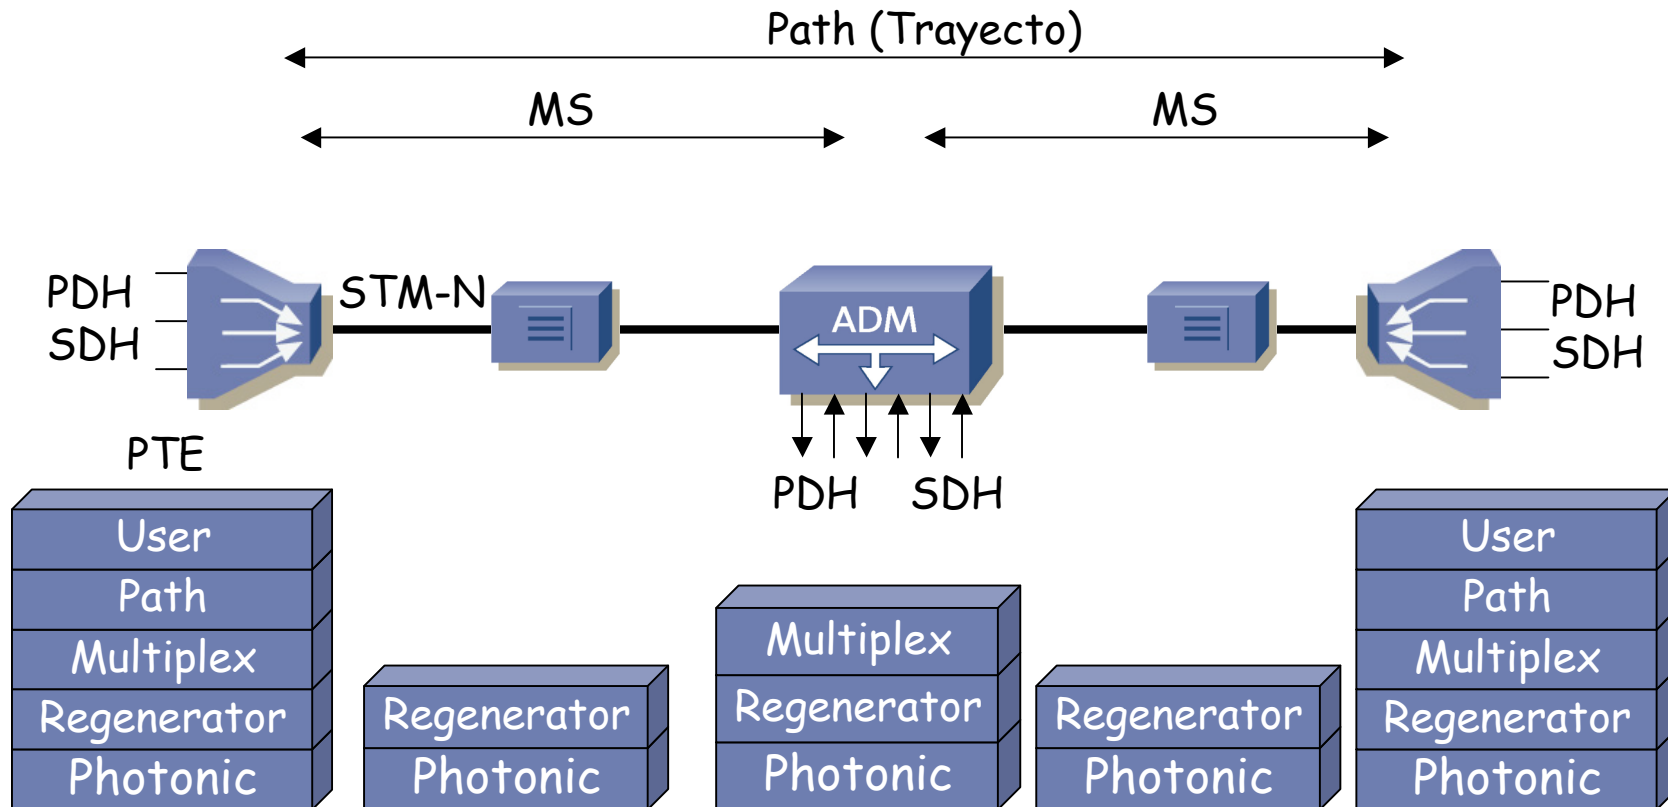 Path (Trayecto)
MS
MS
PDH
SDH
STM-N
ADM
PDH
SDH
PDH
SDH
PTE
User
Path
Multiplex
Regenerator
Photonic
Regenerator
Photonic
Multiplex
Regenerator
Photonic
Regenerator
Photonic
User
Path
Multiplex
Regenerator
Photonic